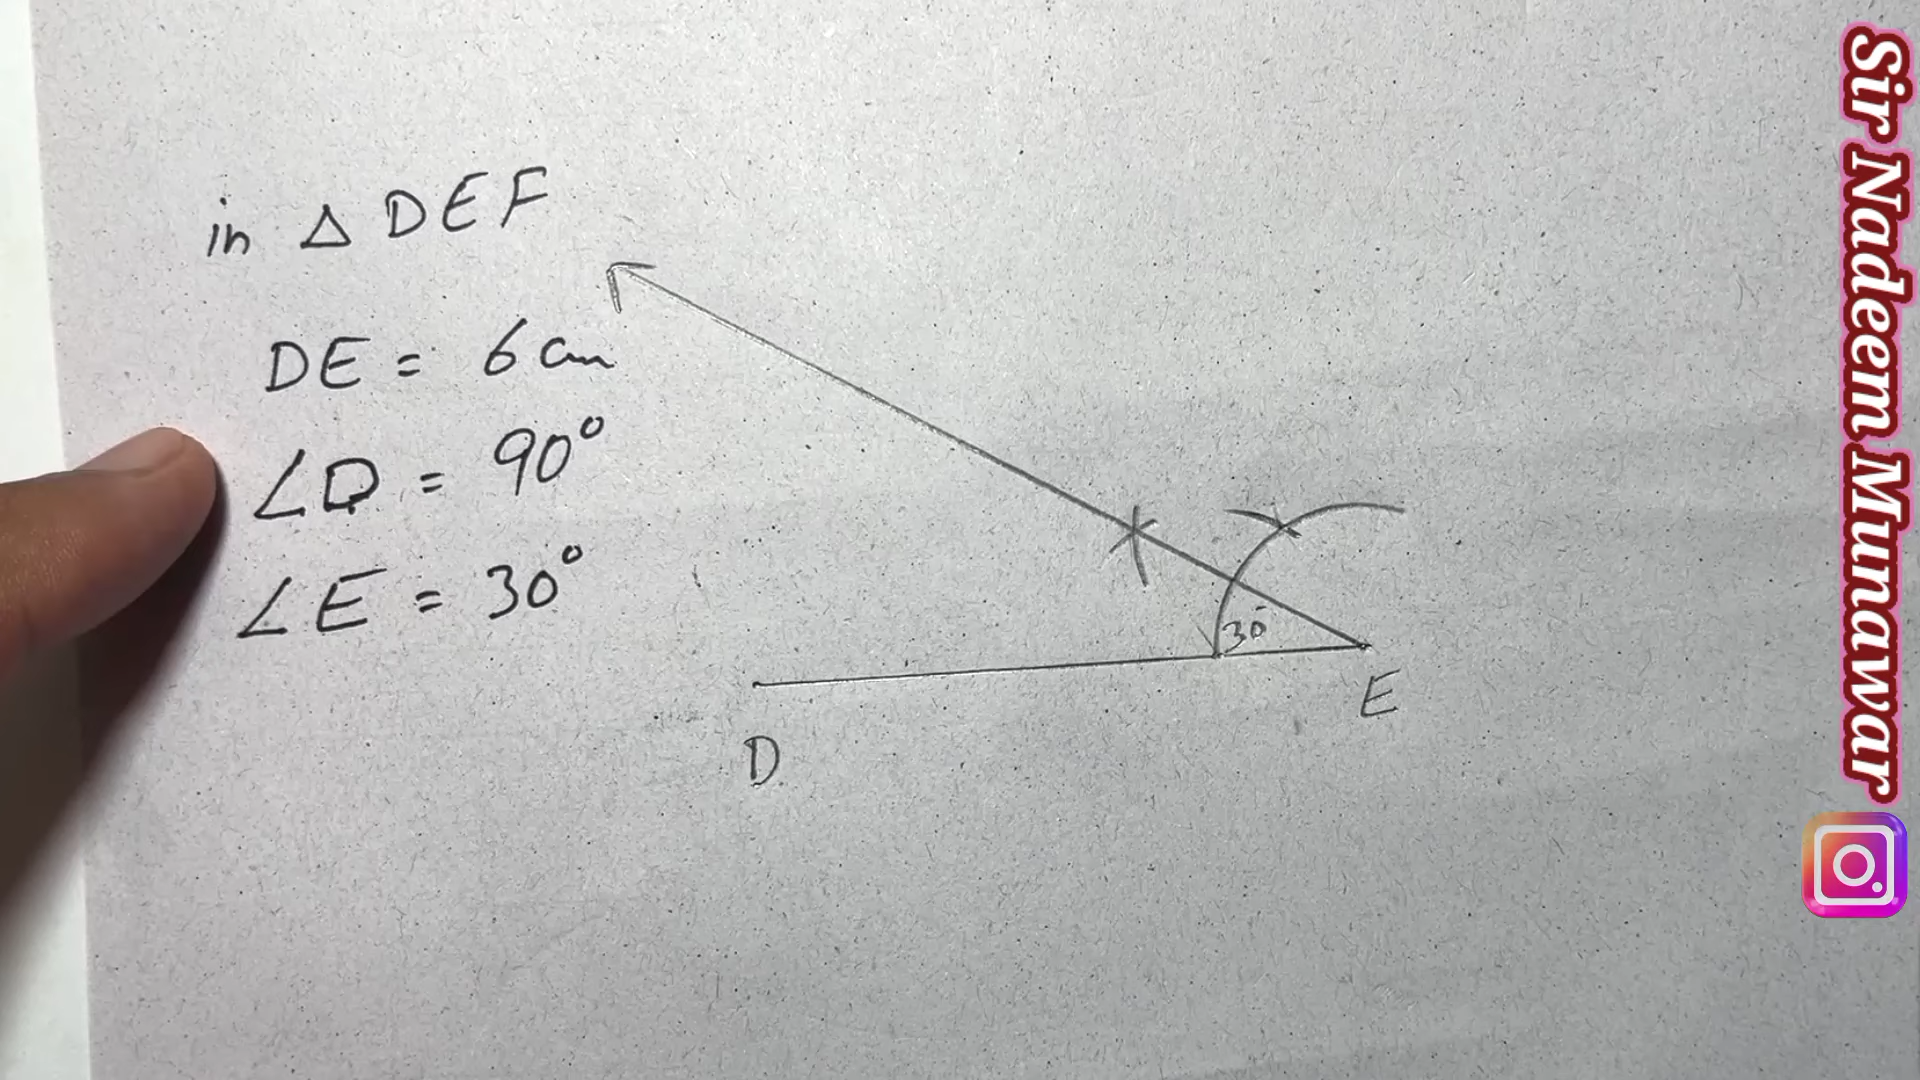 in △ DEF
DE = 6 cm
∠D = 90°
∠E = 30°
30°
D
E
Sir Nadeem Munawar